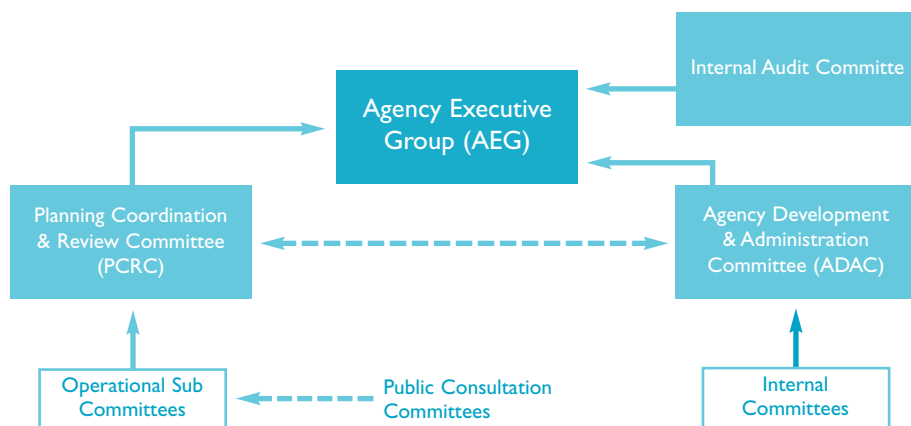 Internal Audit Committe
Agency Executive
Group (AEG)
Planning Coordination
& Review Committee
(PCRC)
Agency Development
& Administration
Committee (ADAC)
Operational Sub
Committees
Public Consultation
Committees
Internal
Committees